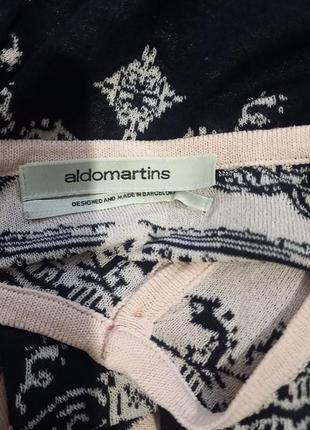 aldomartins
DESIGNED AND MADE IN BARCELONA